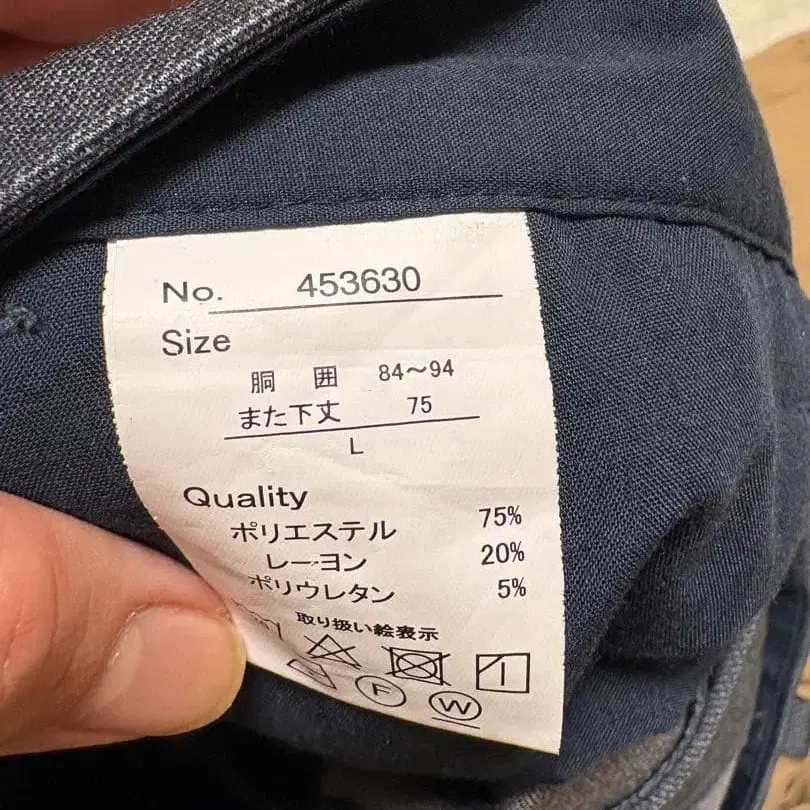 No. 453630
Size
胴 囲 84～94
また下丈 75
L
Quality
ポリエステル 75%
レーヨン 20%
ポリウレタン 5%
取り扱い絵表示
F W